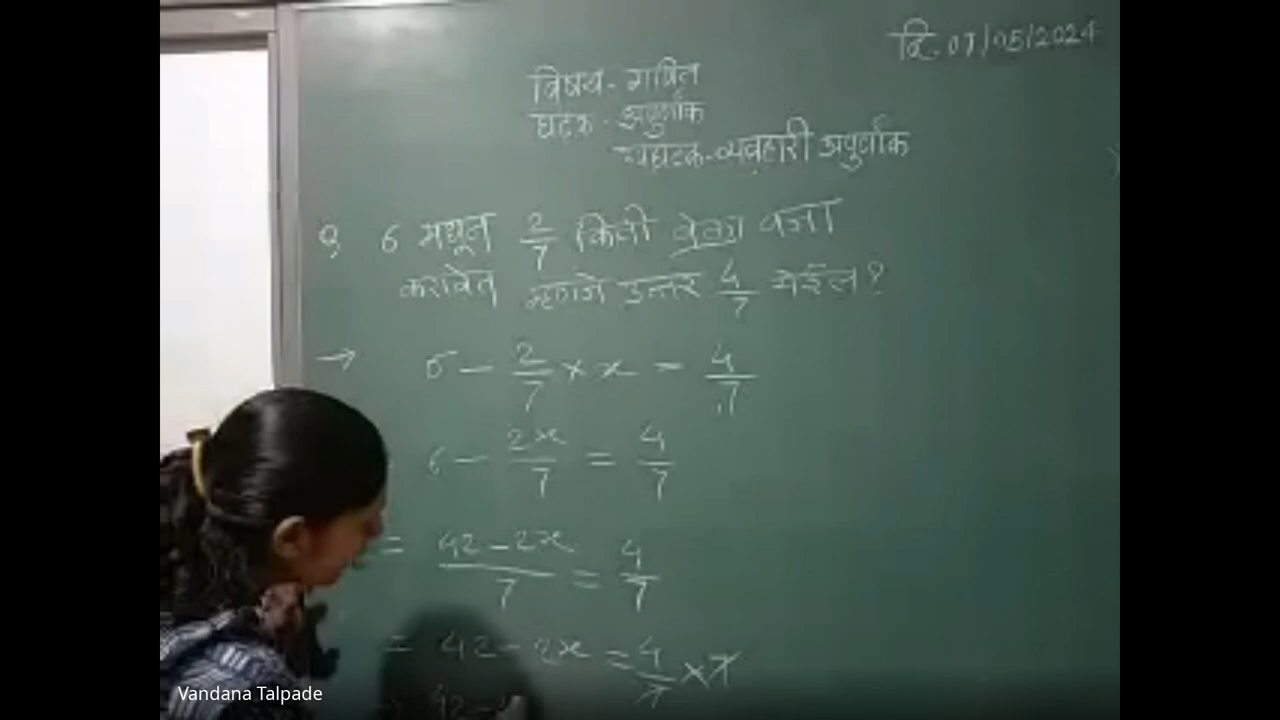 दि. 07/05/2024
विषय - गणित
घटक - अपुर्णांक
उपघटक - व्यवहारी अपुर्णांक
१ 6 मधून 2/7 किती वेळा वजा
करावेत म्हणजे उत्तर 4/7 येईल?
→ 6 - 2/7 × x = 4/7
6 - 2x/7 = 4/7
= 42 - 2x/7 = 4/7
= 42 - 2x = 4/7 × 7
= 42 -
Vandana Talpade